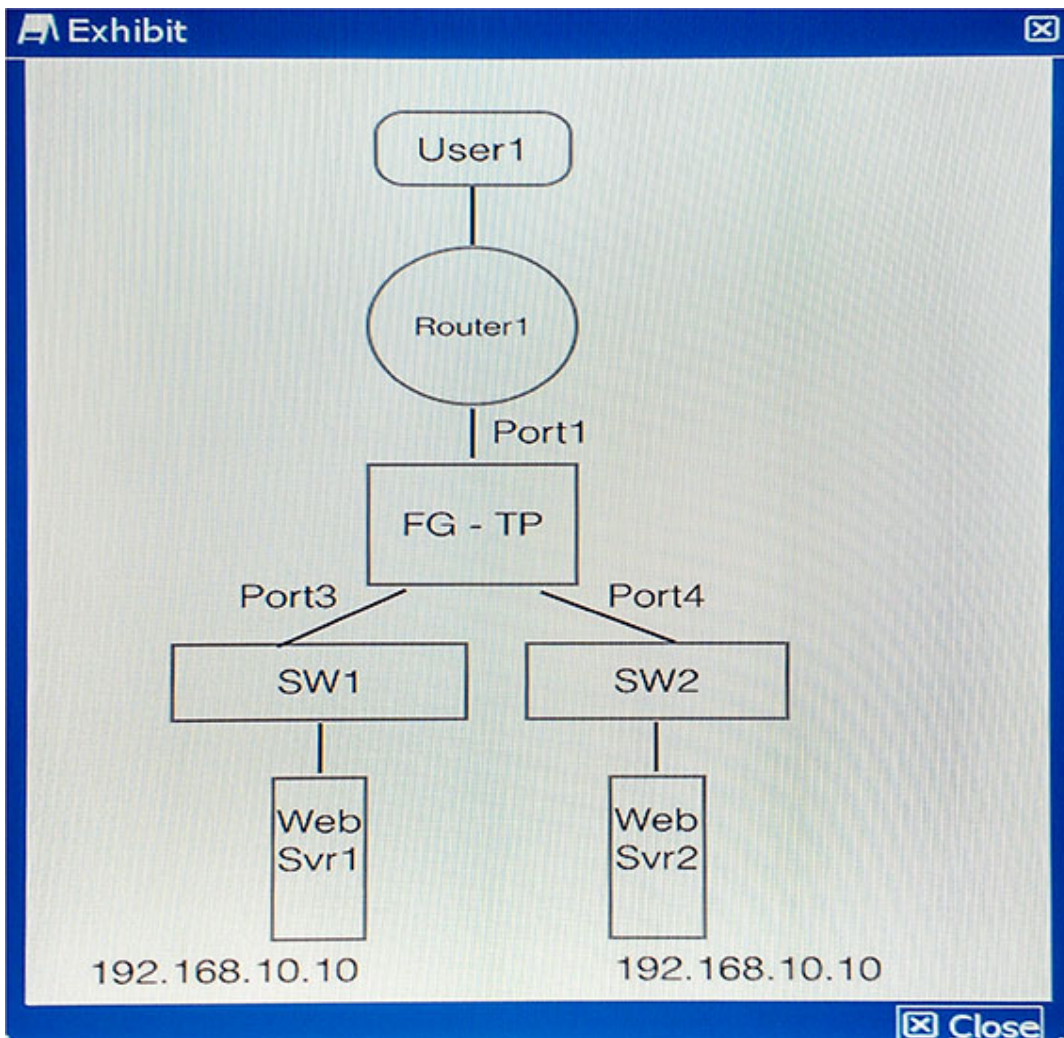 Exhibit
User1
Router1
Port1
FG - TP
Port3
Port4
SW1
SW2
Web
Svr1
Web
Svr2
192.168.10.10
192.168.10.10
Close